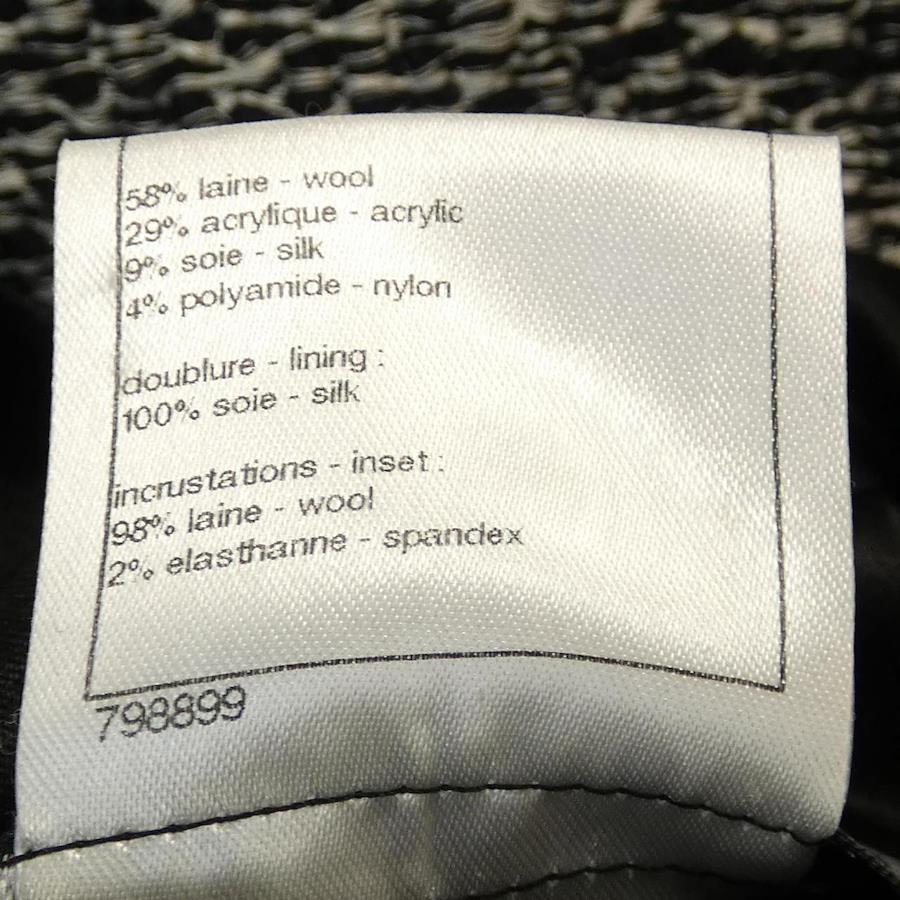 58% laine - wool
29% acrylique - acrylic
9% soie - silk
4% polyamide - nylon
doublure - lining :
100% soie - silk
incrustations - inset :
98% laine - wool
2% elasthanne - spandex
798899